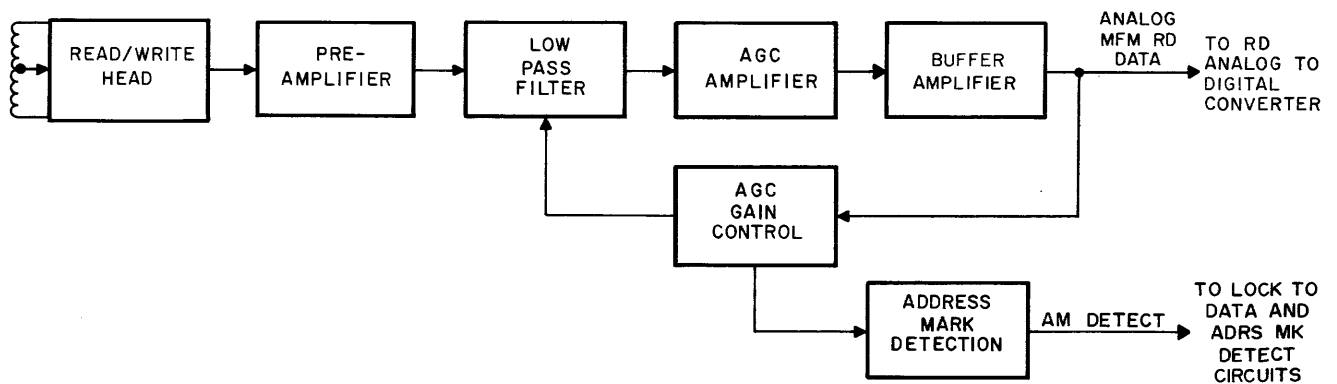 READ/WRITE
HEAD
PRE-
AMPLIFIER
LOW
PASS
FILTER
AGC
AMPLIFIER
BUFFER
AMPLIFIER
ANALOG
MFM RD
DATA
TO RD
ANALOG TO
DIGITAL
CONVERTER
AGC
GAIN
CONTROL
ADDRESS
MARK
DETECTION
AM DETECT
TO LOCK TO
DATA AND
ADRS MK
DETECT
CIRCUITS